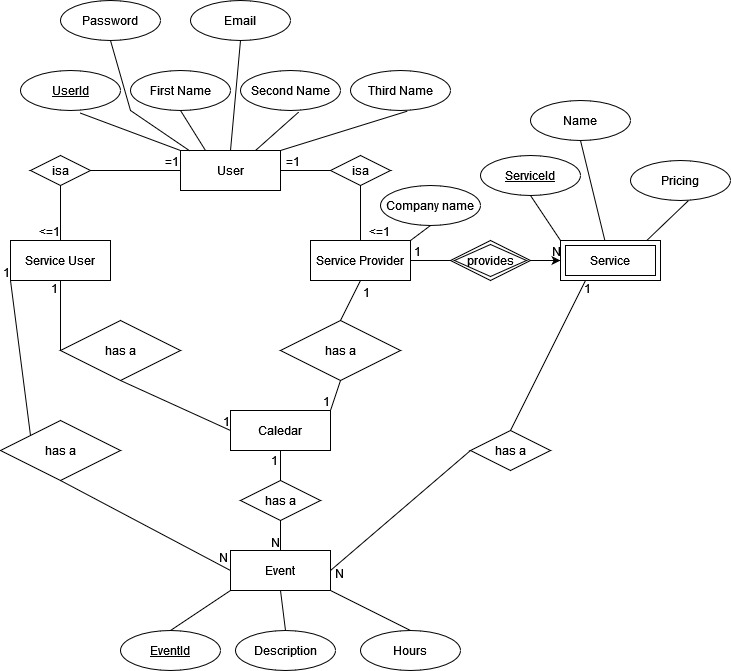 Password
Email
UserId
First Name
Second Name
Third Name
Name
ServiceId
Pricing
isa
=1
User
=1
isa
Company name
<=1
<=1
Service User
Service Provider
1
provides
N
Service
1
1
1
1
has a
has a
1
1
Caledar
has a
1
has a
has a
N
N
N
Event
EventId
Description
Hours